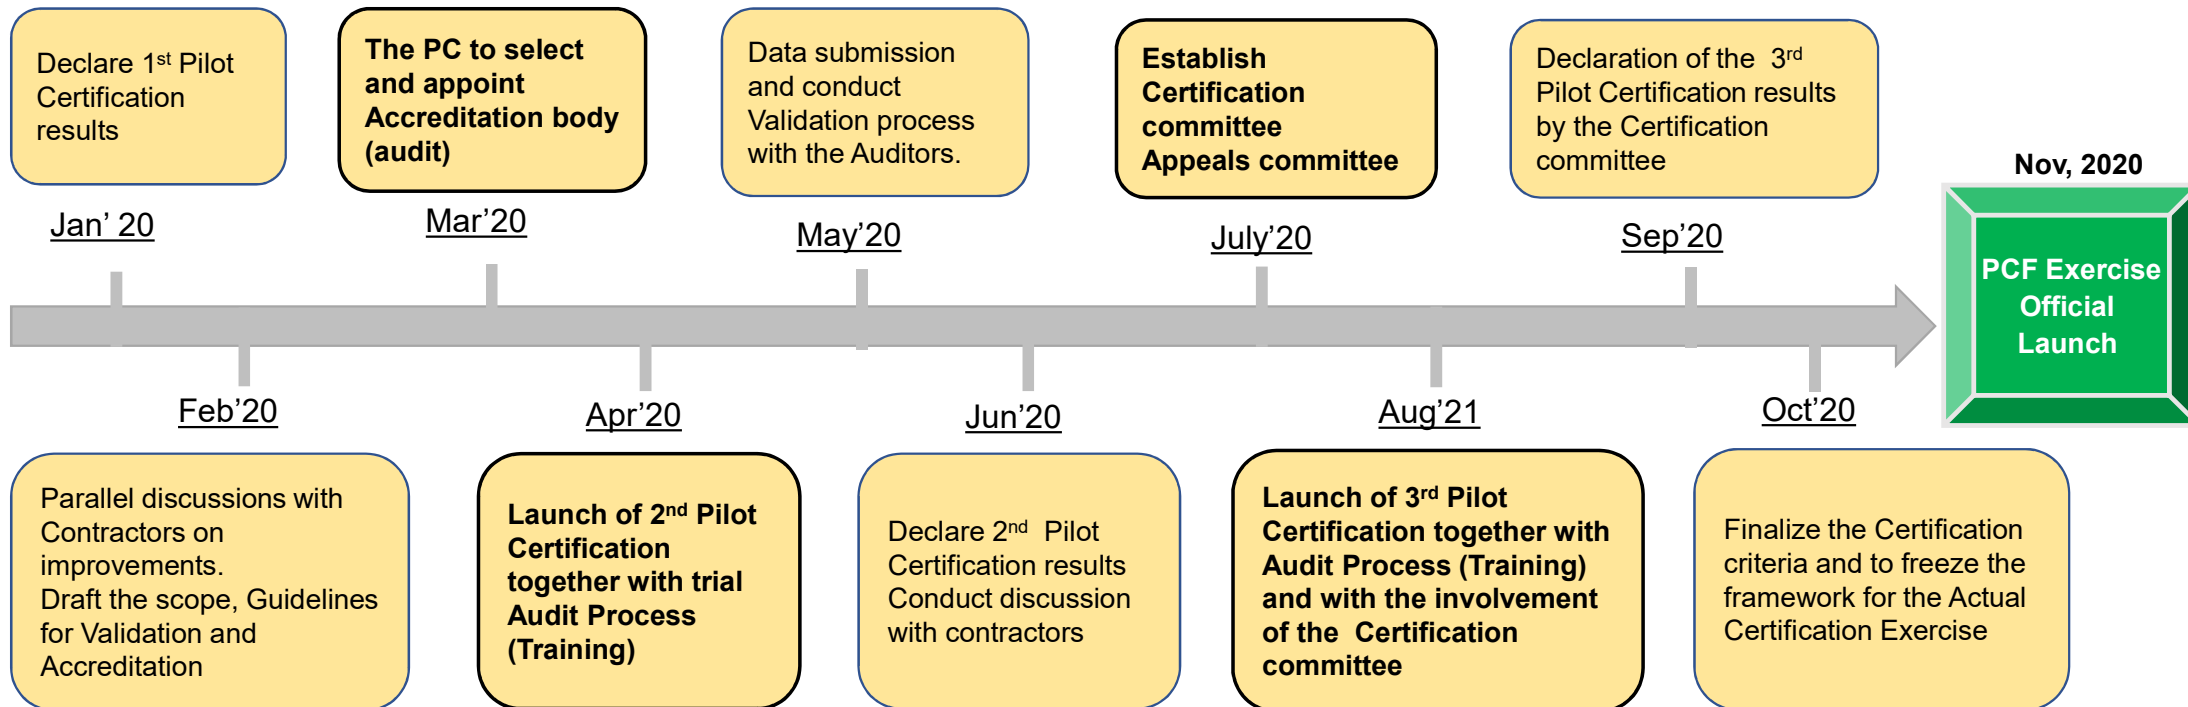 Declare 1st Pilot
Certification
results
The PC to select
and appoint
Accreditation body
(audit)
Data submission
and conduct
Validation process
with the Auditors.
Establish
Certification
committee
Appeals committee
Declaration of the 3rd
Pilot Certification results
by the Certification
committee
Nov, 2020
Jan’ 20
Mar’20
May’20
July’20
Sep’20
PCF Exercise
Official
Launch
Feb’20
Apr’20
Jun’20
Aug’21
Oct’20
Parallel discussions with
Contractors on
improvements.
Draft the scope, Guidelines
for Validation and
Accreditation
Launch of 2nd Pilot
Certification
together with trial
Audit Process
(Training)
Declare 2nd Pilot
Certification results
Conduct discussion
with contractors
Launch of 3rd Pilot
Certification together with
Audit Process (Training)
and with the involvement
of the Certification
committee
Finalize the Certification
criteria and to freeze the
framework for the Actual
Certification Exercise